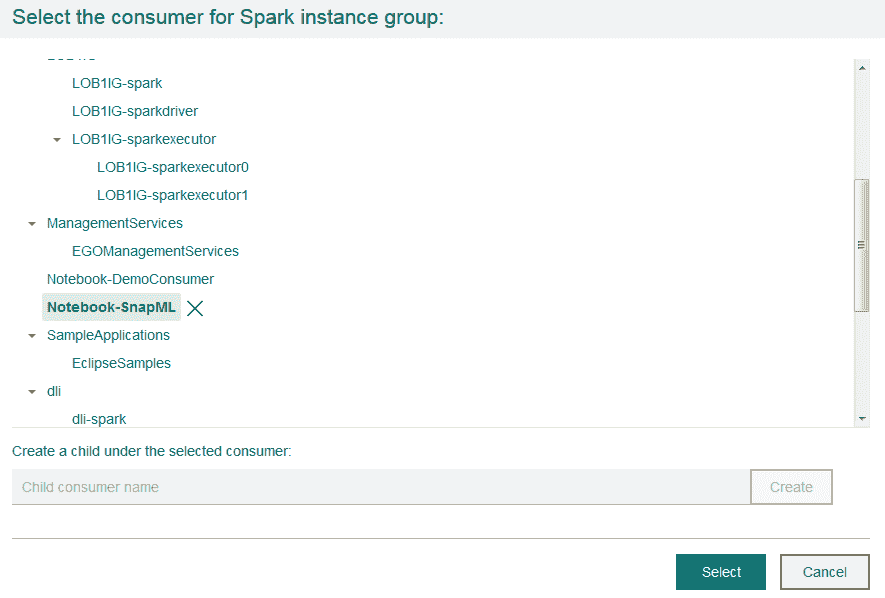 Select the consumer for Spark instance group:
LOB1IG-spark
LOB1IG-sparkdriver
LOB1IG-sparkexecutor
LOB1IG-sparkexecutor0
LOB1IG-sparkexecutor1
ManagementServices
EGOManagementServices
Notebook-DemoConsumer
Notebook-SnapML
SampleApplications
EclipseSamples
dli
dli-spark
Create a child under the selected consumer:
Child consumer name Create
Select Cancel